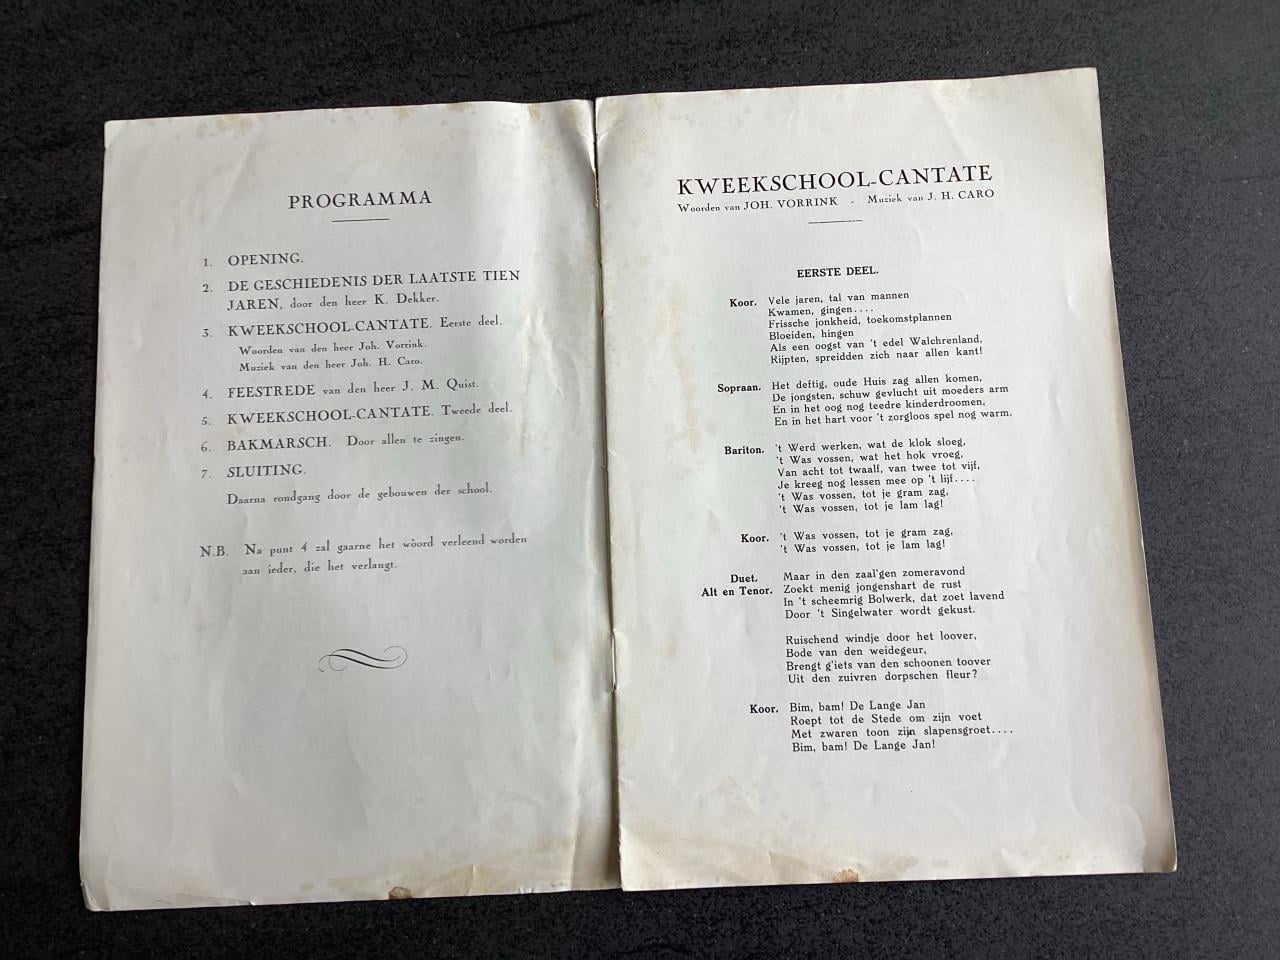 PROGRAMMA
1. OPENING.
2. DE GESCHIEDENIS DER LAATSTE TIEN
JAREN, door den heer K. Dekker.
3. KWEEKSCHOOL-CANTATE. Eerste deel.
Woorden van den heer Joh. Vorrink.
Muziek van den heer Joh. H. Caro.
4. FEESTREDE van den heer J. M. Quist.
5. KWEEKSCHOOL-CANTATE. Tweede deel.
6. BAKMARSCH. Door allen te zingen.
7. SLUITING.
Daarna rondgang door de gebouwen der school.
N.B. Na punt 4 zal gaarne het woord verleend worden
aan ieder, die het verlangt.
KWEEKSCHOOL-CANTATE
Woorden van JOH. VORRINK - Muziek van J. H. CARO
EERSTE DEEL.
Koor. Vele jaren, tal van mannen
Kwamen, gingen....
Frissche jonkheid, toekomstplannen
Bloeiden, hingen
Als een oogst van 't edel Walchrenland,
Rijpten, spreidden zich naar allen kant!
Sopraan. Het deftig, oude Huis zag allen komen,
De jongsten, schuw gevlucht uit moeders arm
En in het oog nog teedre kinderdroomen,
En in het hart voor 't zorgloos spel nog warm.
Bariton. 't Werd werken, wat de klok sloeg,
't Was vossen, wat het hok vroeg,
Van acht tot twaalf, van twee tot vijf,
Je kreeg nog lessen mee op 't lijf....
't Was vossen, tot je gram zag,
't Was vossen, tot je lam lag!
Koor. 't Was vossen, tot je gram zag,
't Was vossen, tot je lam lag!
Duet. Maar in den zaal'gen zomeravond
Alt en Tenor. Zoekt menig jongenshart de rust
In 't scheemrig Bolwerk, dat zoet lavend
Door 't Singelwater wordt gekust.
Ruischend windje door het loover,
Bode van den weidegeur,
Brengt g'iets van den schoonen toover
Uit den zuivren dorpschen fleur?
Koor. Bim, bam! De Lange Jan
Roept tot de Stede om zijn voet
Met zwaren toon zijn slapensgroet....
Bim, bam! De Lange Jan!